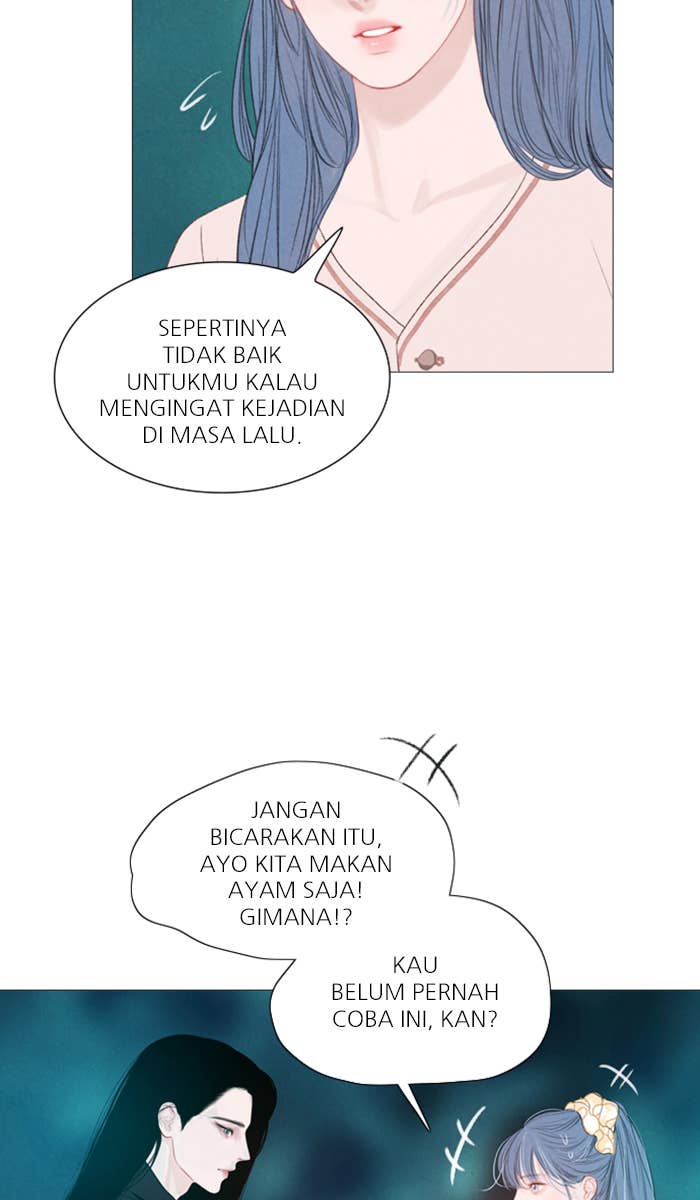 SEPERTINYA
TIDAK BAIK
UNTUKMU KALAU
MENGINGAT KEJADIAN
DI MASA LALU.
JANGAN
BICARAKAN ITU,
AYO KITA MAKAN
AYAM SAJA!
GIMANA!?
KAU
BELUM PERNAH
COBA INI, KAN?